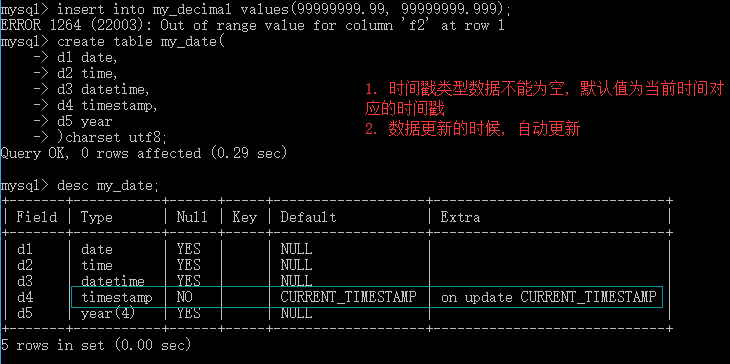 mysql> insert into my_decimal values(99999999.99, 99999999.999);
ERROR 1264 (22003): Out of range value for column 'f2' at row 1
mysql> create table my_date(
-> d1 date,
-> d2 time,
-> d3 datetime,
-> d4 timestamp,
-> d5 year
-> )charset utf8;
Query OK, 0 rows affected (0.29 sec)
1. 时间戳类型数据不能为空, 默认值为当前时间对
应的时间戳
2. 数据更新的时候, 自动更新
mysql> desc my_date;
+-------+-----------+------+-----+-------------------+-----------------------------+
| Field | Type | Null | Key | Default | Extra |
+-------+-----------+------+-----+-------------------+-----------------------------+
| d1 | date | YES | | NULL | |
| d2 | time | YES | | NULL | |
| d3 | datetime | YES | | NULL | |
| d4 | timestamp | NO | | CURRENT_TIMESTAMP | on update CURRENT_TIMESTAMP |
| d5 | year(4) | YES | | NULL | |
+-------+-----------+------+-----+-------------------+-----------------------------+
5 rows in set (0.00 sec)